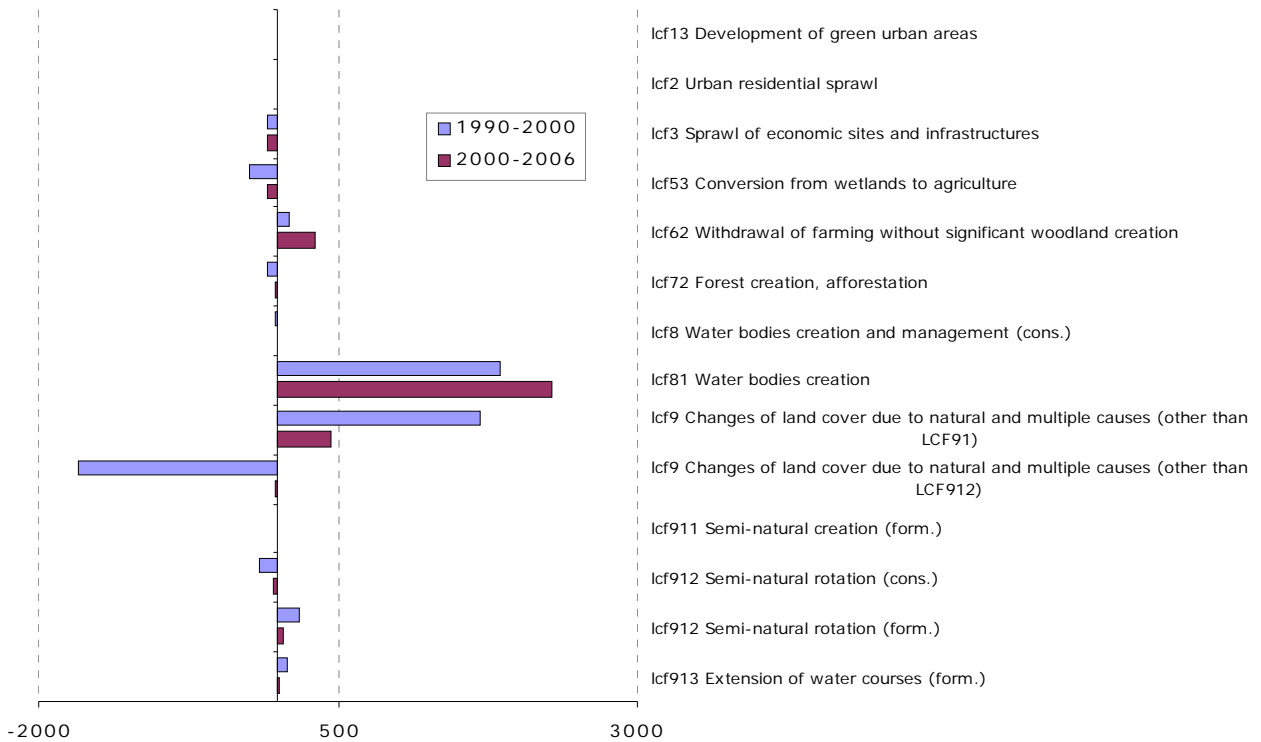 lcf13 Development of green urban areas
lcf2 Urban residential sprawl
1990-2000
2000-2006
lcf3 Sprawl of economic sites and infrastructures
lcf53 Conversion from wetlands to agriculture
lcf62 Withdrawal of farming without significant woodland creation
lcf72 Forest creation, afforestation
lcf8 Water bodies creation and management (cons.)
lcf81 Water bodies creation
lcf9 Changes of land cover due to natural and multiple causes (other than
LCF91)
lcf9 Changes of land cover due to natural and multiple causes (other than
LCF912)
lcf911 Semi-natural creation (form.)
lcf912 Semi-natural rotation (cons.)
lcf912 Semi-natural rotation (form.)
lcf913 Extension of water courses (form.)
-2000 500 3000